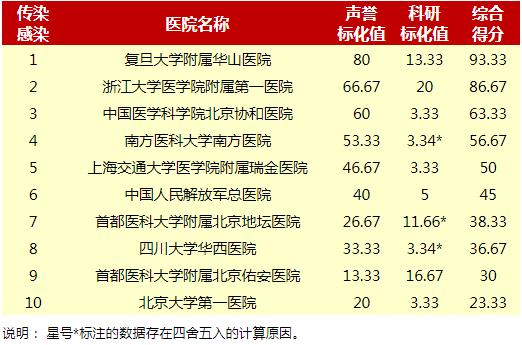 传染感染 医院名称 声誉标化值 科研标化值 综合得分
1 复旦大学附属华山医院 80 13.33 93.33
2 浙江大学医学院附属第一医院 66.67 20 86.67
3 中国医学科学院北京协和医院 60 3.33 63.33
4 南方医科大学南方医院 53.33 3.34* 56.67
5 上海交通大学医学院附属瑞金医院 46.67 3.33 50
6 中国人民解放军总医院 40 5 45
7 首都医科大学附属北京地坛医院 26.67 11.66* 38.33
8 四川大学华西医院 33.33 3.34* 36.67
9 首都医科大学附属北京佑安医院 13.33 16.67 30
10 北京大学第一医院 20 3.33 23.33
说明： 星号*标注的数据存在四舍五入的计算原因。